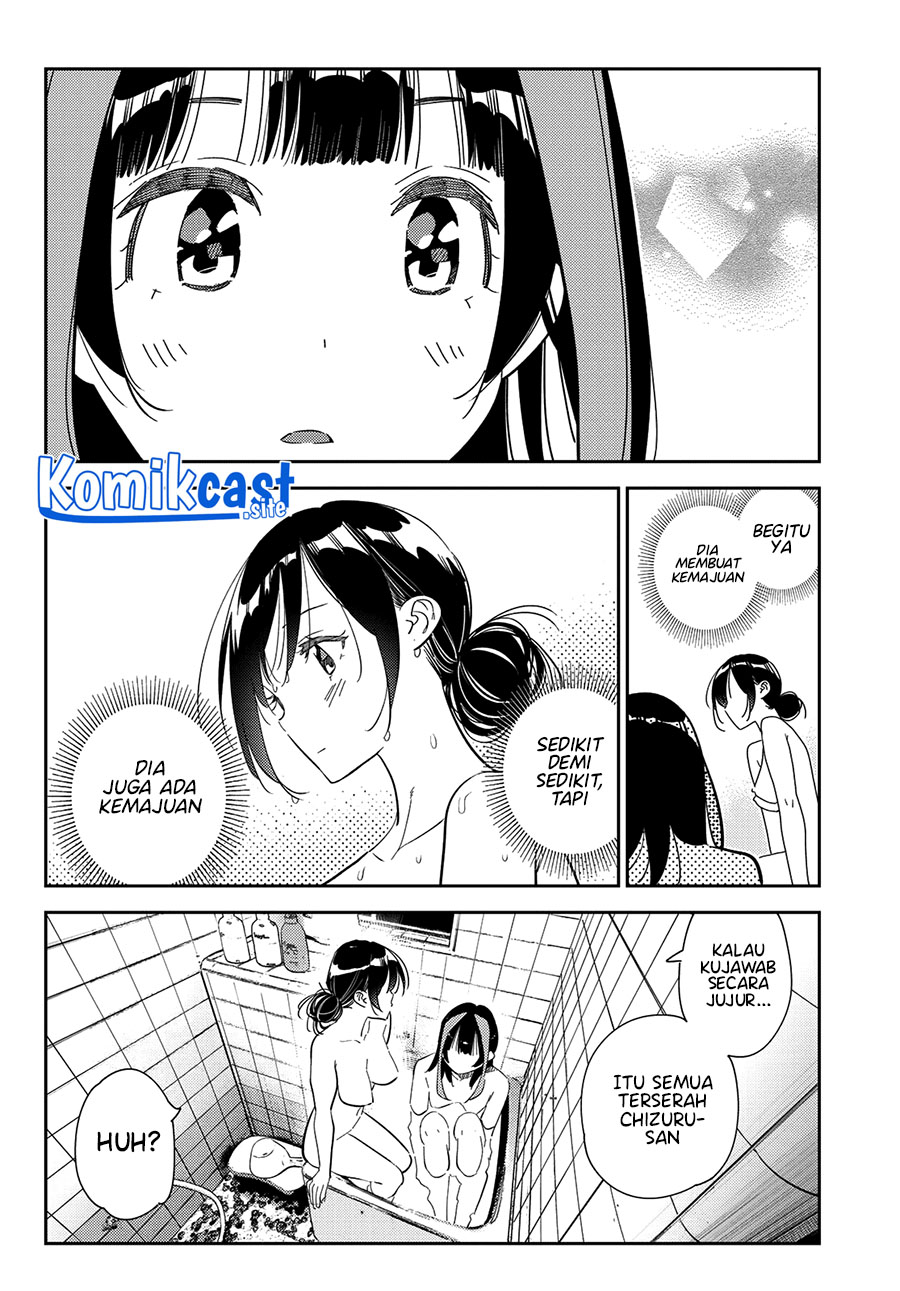 Komikcast
.site
BEGITU
YA
DIA
MEMBUAT
KEMAJUAN
SEDIKIT
DEMI
SEDIKIT,
TAPI
DIA
JUGA ADA
KEMAJUAN
KALAU
KUJAWAB
SECARA
JUJUR...
ITU SEMUA
TERSERAH
CHIZURU-
SAN
HUH?